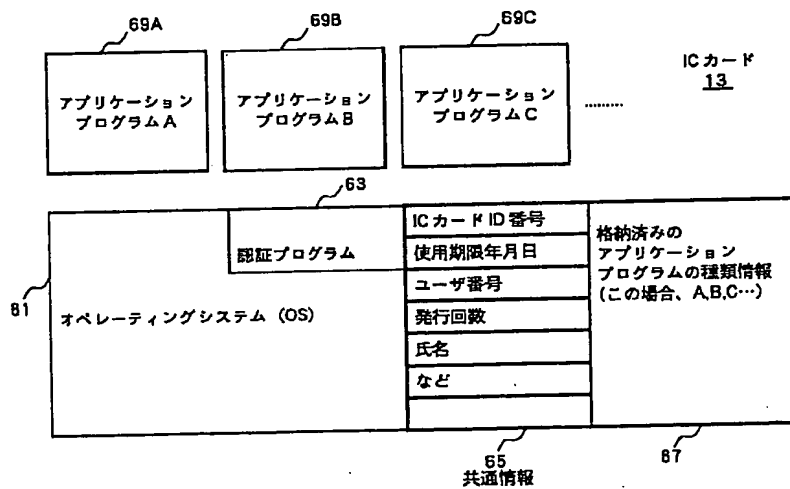 69A
69B
69C
アプリケーション
プログラムA
アプリケーション
プログラムB
アプリケーション
プログラムC
………
ICカード
13
63
認証プログラム
61
オペレーティングシステム (OS)
ICカードID番号
使用期限年月日
ユーザ番号
発行回数
氏名
など
格納済みの
アプリケーション
プログラムの種類情報
(この場合、A,B,C…)
65
共通情報
67